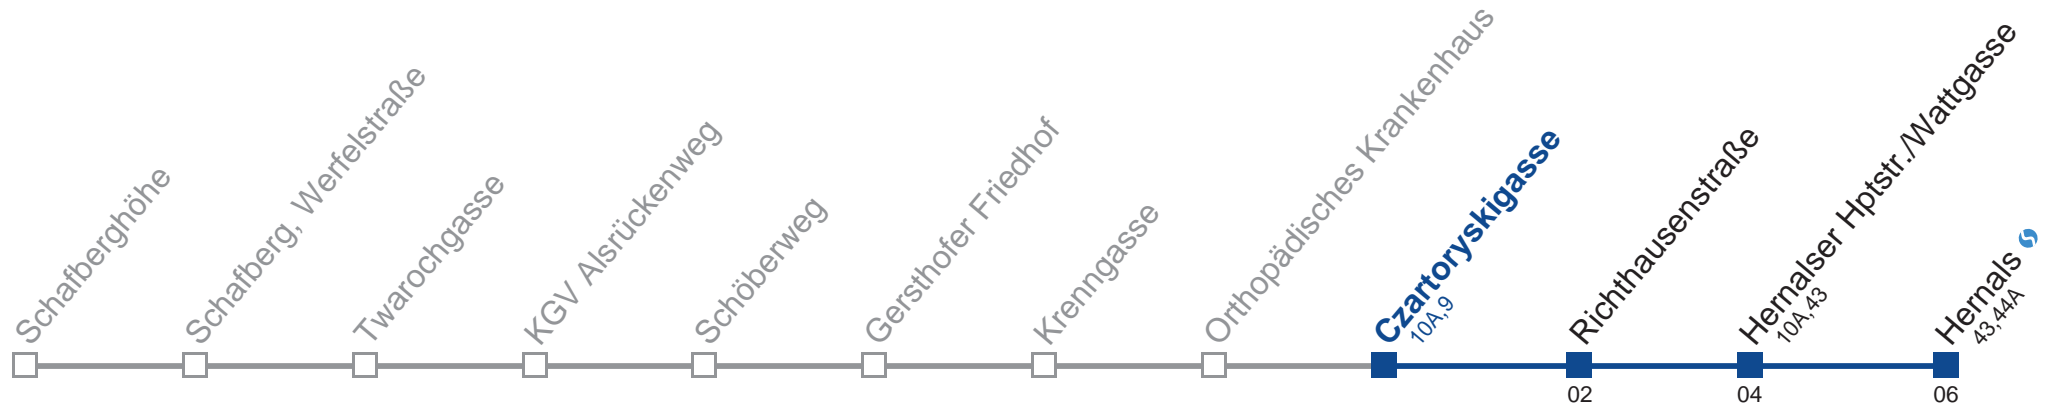 Schafberghöhe
Schafberg, Werfelstraße
Twarochgasse
KGV Alsrückenweg
Schöberweg
Gersthofer Friedhof
Krenngasse
Orthopädisches Krankenhaus
Czartoryskigasse
10A,9
Richthausenstraße
Hernalser Hptstr./Wattgasse
10A,43
Hernals
43,44A
02
04
06